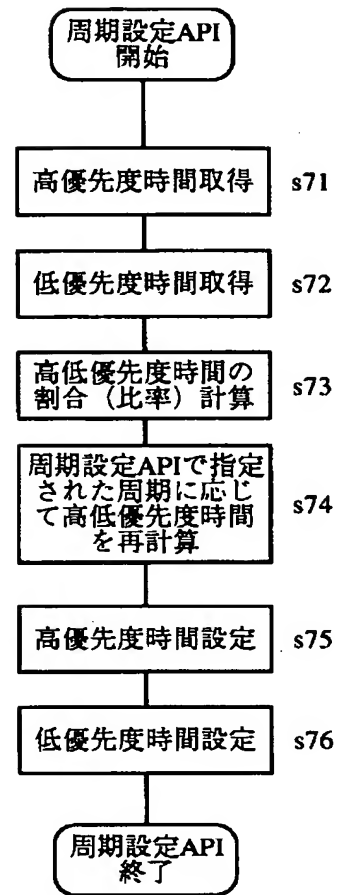 周期設定API
開始
高優先度時間取得 s71
低優先度時間取得 s72
高低優先度時間の
割合（比率）計算 s73
周期設定APIで指定
された周期に応じ
て高低優先度時間
を再計算 s74
高優先度時間設定 s75
低優先度時間設定 s76
周期設定API
終了